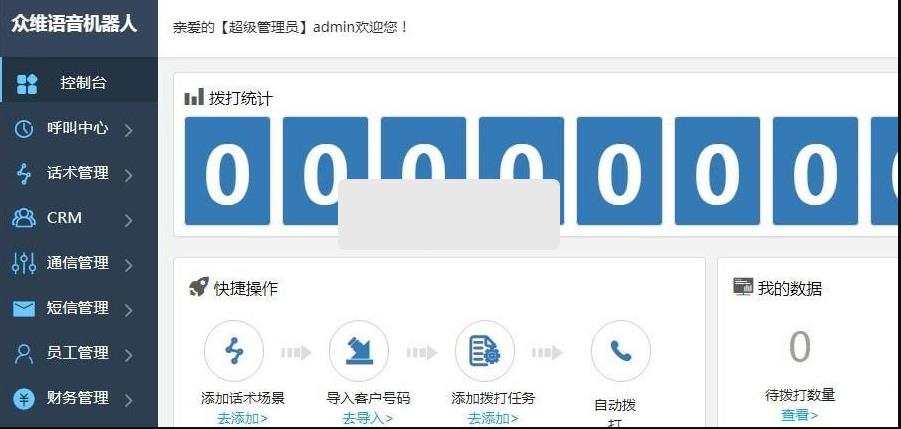 众维语音机器人
亲爱的【超级管理员】admin欢迎您！
控制台
呼叫中心
话术管理
CRM
通信管理
短信管理
员工管理
财务管理
拨打统计
0 0 0 0 0 0 0
快捷操作
添加话术场景
去添加>
导入客户号码
去导入>
添加拨打任务
去添加>
自动拨
打
我的数据
0
待拨打数量
查看>